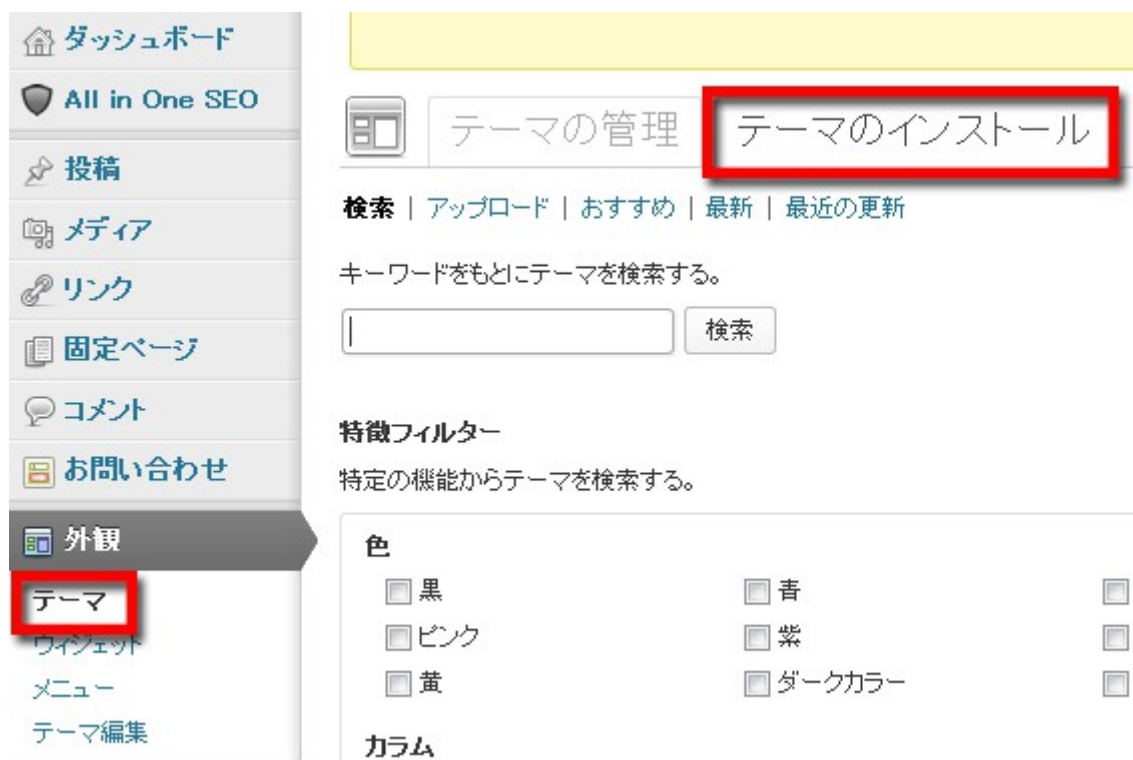 ダッシュボード
All in One SEO
投稿
メディア
リンク
固定ページ
コメント
お問い合わせ
外観
テーマ
ウィジェット
メニュー
テーマ編集
テーマの管理
テーマのインストール
検索 | アップロード | おすすめ | 最新 | 最近の更新
キーワードをもとにテーマを検索する。
検索
特徴フィルター
特定の機能からテーマを検索する。
色
黒 青
ピンク 紫
黄 ダークカラー
カラム